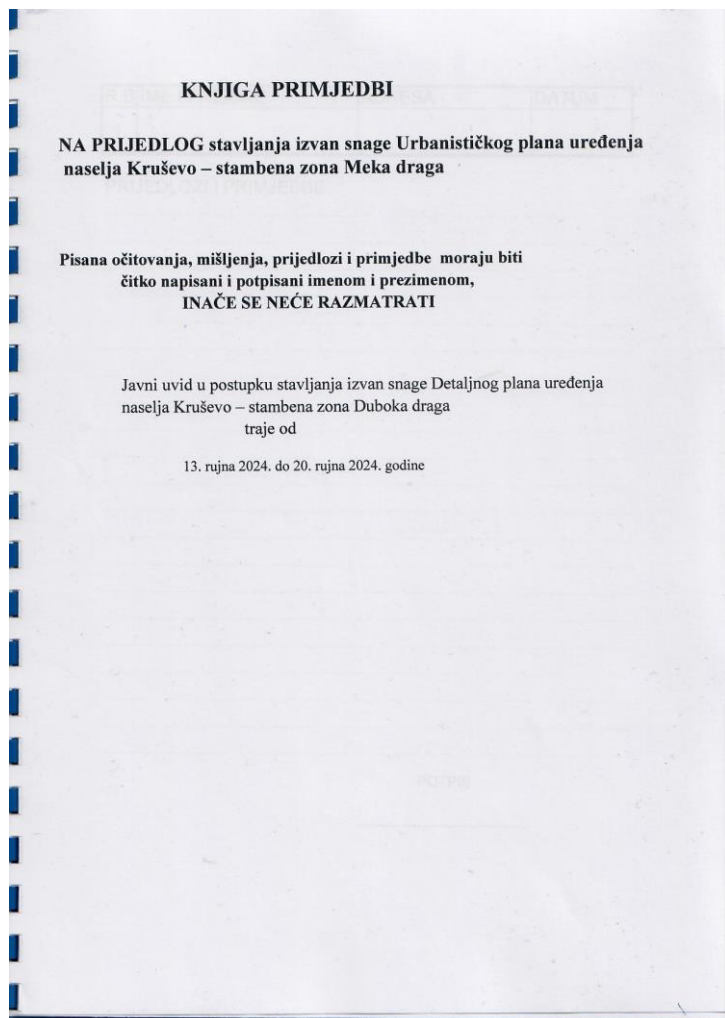 KNJIGA PRIMJEDBI
NA PRIJEDLOG stavljanja izvan snage Urbanističkog plana uređenja
naselja Kruševo – stambena zona Meka draga
Pisana očitovanja, mišljenja, prijedlozi i primjedbe moraju biti
čitko napisani i potpisani imenom i prezimenom,
INAČE SE NEĆE RAZMATRATI
Javni uvid u postupku stavljanja izvan snage Detaljnog plana uređenja
naselja Kruševo – stambena zona Duboka draga
traje od
13. rujna 2024. do 20. rujna 2024. godine